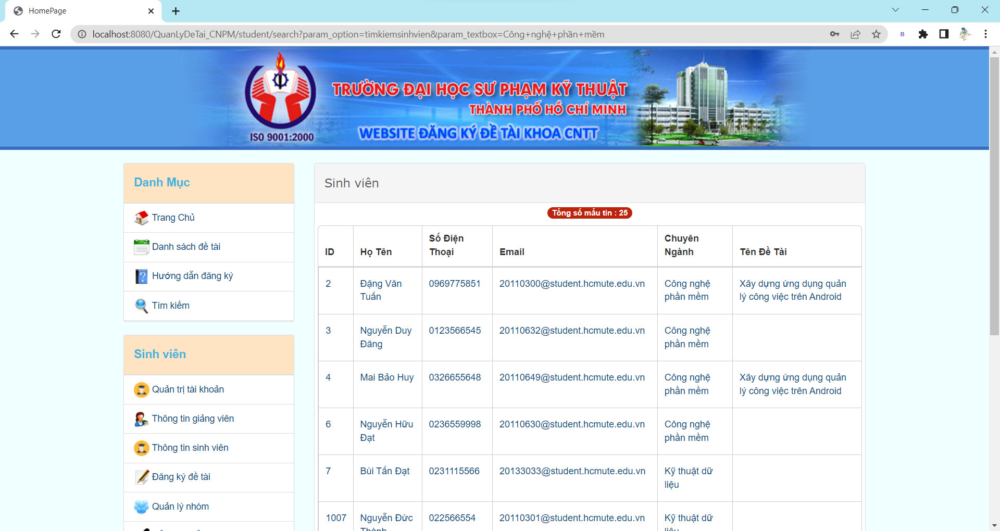 HomePage
localhost:8080/QuanLyDeTai_CNPM/student/search?param_option=timkiemsinhvien&param_textbox=Công+nghệ+phần+mềm
B
TRƯỜNG ĐẠI HỌC SƯ PHẠM KỸ THUẬT
THÀNH PHỐ HỒ CHÍ MINH
WEBSITE ĐĂNG KÝ ĐỀ TÀI KHOA CNTT
ISO 9001:2000
Danh Mục
Trang Chủ
Danh sách đề tài
Hướng dẫn đăng ký
Tìm kiếm
Sinh viên
Quản trị tài khoản
Thông tin giảng viên
Thông tin sinh viên
Đăng ký đề tài
Quản lý nhóm
Sinh viên
Tổng số mẫu tin : 25
ID Họ Tên Số Điện Thoại Email Chuyên Ngành Tên Đề Tài
2 Đặng Văn Tuấn 0969775851 20110300@student.hcmute.edu.vn Công nghệ phần mềm Xây dựng ứng dụng quản lý công việc trên Android
3 Nguyễn Duy Đăng 0123566545 20110632@student.hcmute.edu.vn Công nghệ phần mềm
4 Mai Bảo Huy 0326655648 20110649@student.hcmute.edu.vn Công nghệ phần mềm Xây dựng ứng dụng quản lý công việc trên Android
6 Nguyễn Hữu Đạt 0236559998 20110630@student.hcmute.edu.vn Công nghệ phần mềm
7 Bùi Tấn Đạt 0231115566 20133033@student.hcmute.edu.vn Kỹ thuật dữ liệu
1007 Nguyễn Đức Thành 022566554 20110301@student.hcmute.edu.vn Kỹ thuật dữ liệu